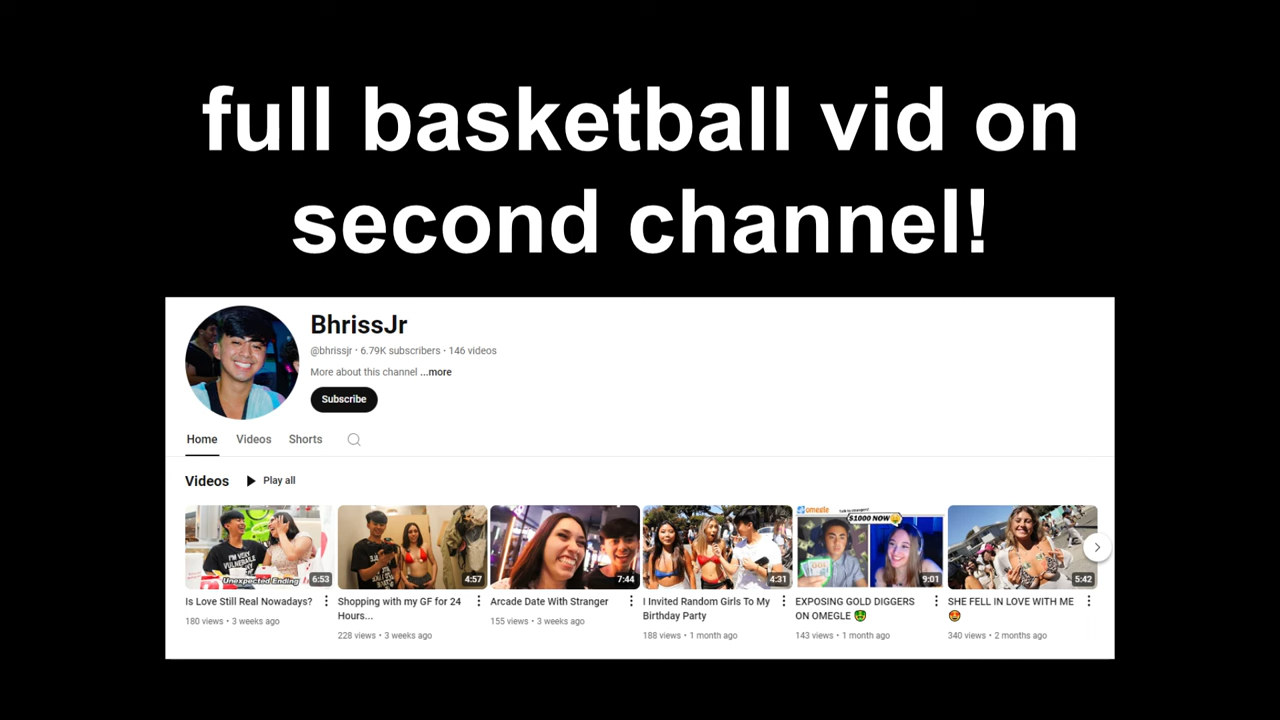 full basketball vid on
second channel!
BhrissJr
@bhrissjr · 6.79K subscribers · 146 videos
More about this channel ...more
Subscribe
Home Videos Shorts
Videos Play all
Unexpected Ending
6:53
4:57
7:44
4:31
omegle
$1000 NOW
9:01
5:42
Is Love Still Real Nowadays?
180 views • 3 weeks ago
Shopping with my GF for 24
Hours...
228 views • 3 weeks ago
Arcade Date With Stranger
155 views • 3 weeks ago
I Invited Random Girls To My
Birthday Party
188 views • 1 month ago
EXPOSING GOLD DIGGERS
ON OMEGLE 🤑
143 views • 1 month ago
SHE FELL IN LOVE WITH ME
😍
340 views • 2 months ago